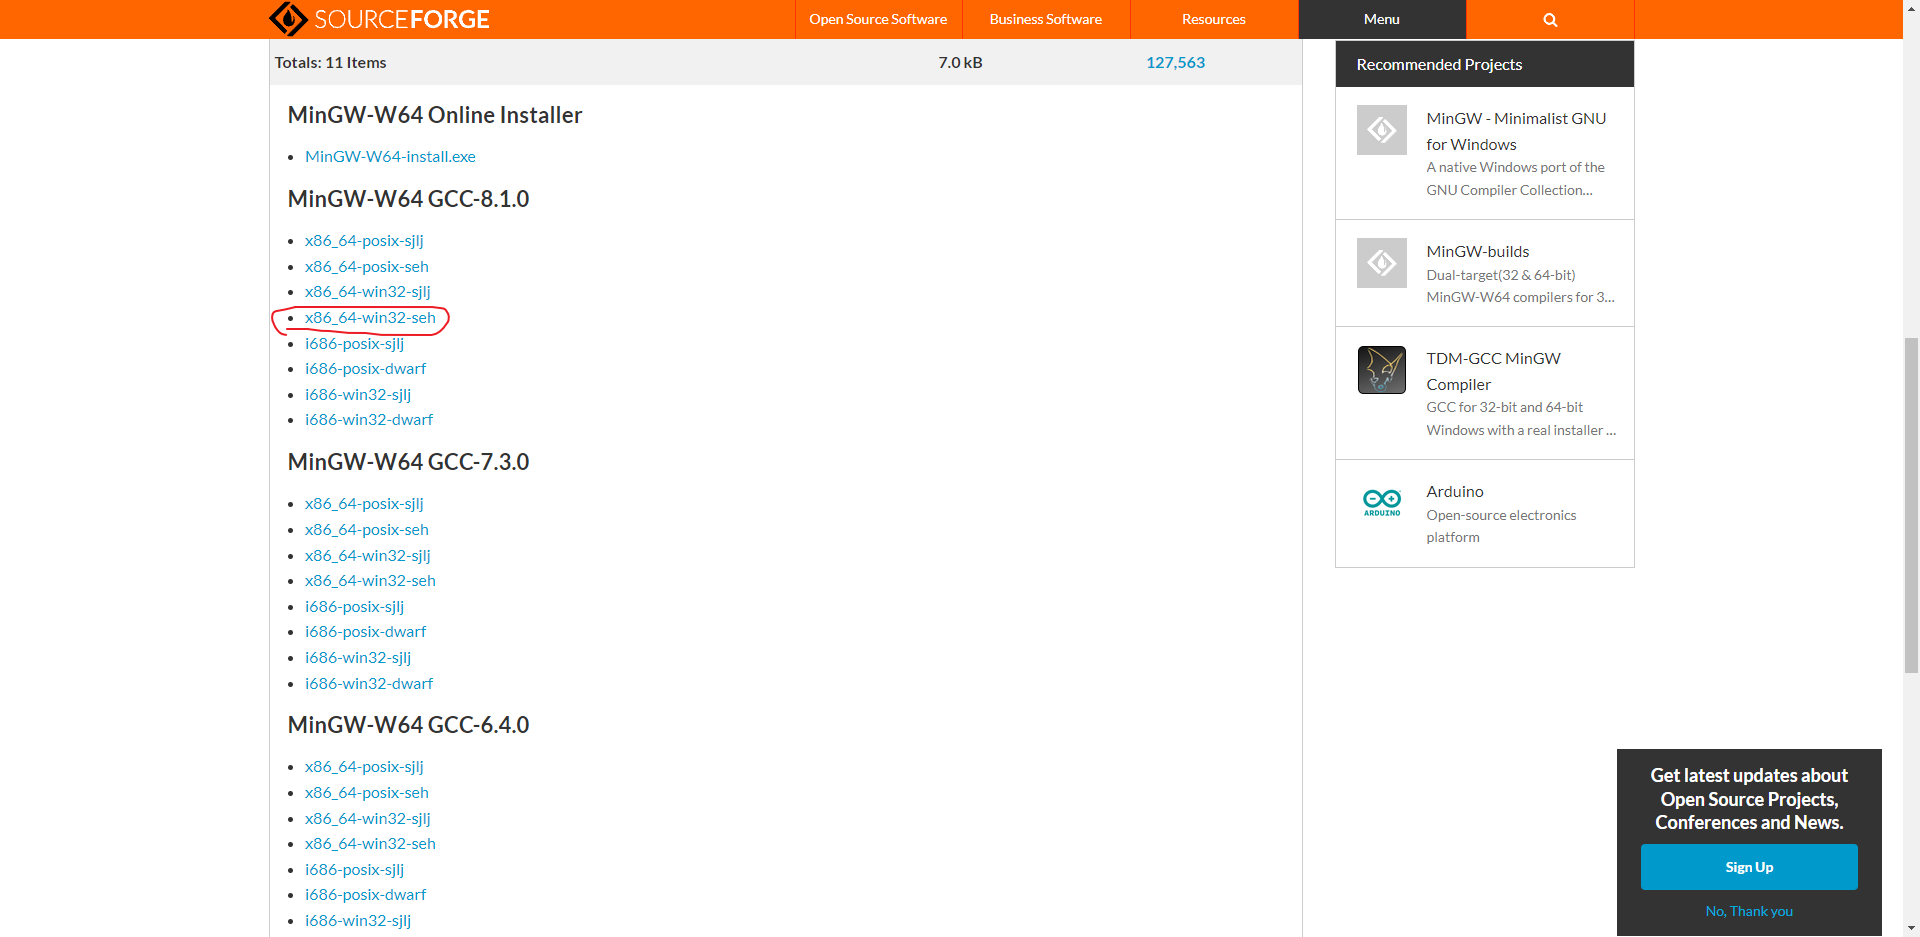 SOURCEFORGE
Open Source Software
Business Software
Resources
Menu
Totals: 11 Items 7.0 kB 127,563
MinGW-W64 Online Installer
MinGW-W64-install.exe
MinGW-W64 GCC-8.1.0
x86_64-posix-sjlj
x86_64-posix-seh
x86_64-win32-sjlj
x86_64-win32-seh
i686-posix-sjlj
i686-posix-dwarf
i686-win32-sjlj
i686-win32-dwarf
MinGW-W64 GCC-7.3.0
x86_64-posix-sjlj
x86_64-posix-seh
x86_64-win32-sjlj
x86_64-win32-seh
i686-posix-sjlj
i686-posix-dwarf
i686-win32-sjlj
i686-win32-dwarf
MinGW-W64 GCC-6.4.0
x86_64-posix-sjlj
x86_64-posix-seh
x86_64-win32-sjlj
x86_64-win32-seh
i686-posix-sjlj
i686-posix-dwarf
i686-win32-sjlj
Recommended Projects
MinGW - Minimalist GNU
for Windows
A native Windows port of the
GNU Compiler Collection...
MinGW-builds
Dual-target(32 & 64-bit)
MinGW-W64 compilers for 3...
TDM-GCC MinGW
Compiler
GCC for 32-bit and 64-bit
Windows with a real installer ...
ARDUINO
Arduino
Open-source electronics
platform
Get latest updates about
Open Source Projects,
Conferences and News.
Sign Up
No, Thank you